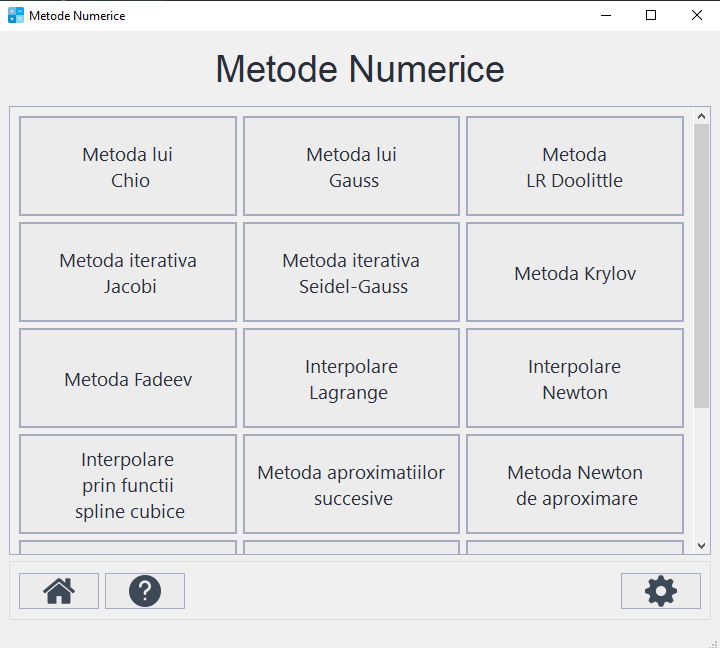 Metode Numerice
Metode Numerice
Metoda lui
Chio
Metoda lui
Gauss
Metoda
LR Doolittle
Metoda iterativa
Jacobi
Metoda iterativa
Seidel-Gauss
Metoda Krylov
Metoda Fadeev
Interpolare
Lagrange
Interpolare
Newton
Interpolare
prin functii
spline cubice
Metoda aproximatiilor
succesive
Metoda Newton
de aproximare